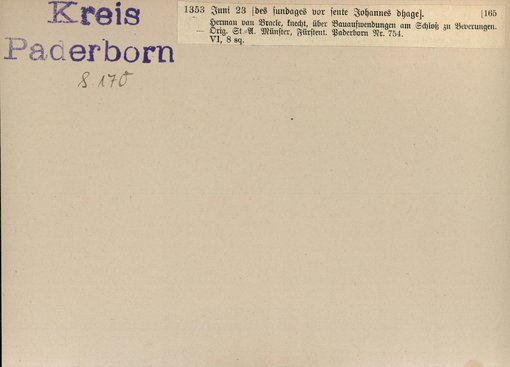 Kreis
Paderborn
S. 170
1353 Juni 23 [des sundages vor sente Johannes dhage]. [165
Herman van Bracle, knecht, über Bauaufwendungen am Schloß zu Beverungen.
— Orig. St.-A. Münster, Fürstent. Paderborn Nr. 754.
VI, 8 sq.